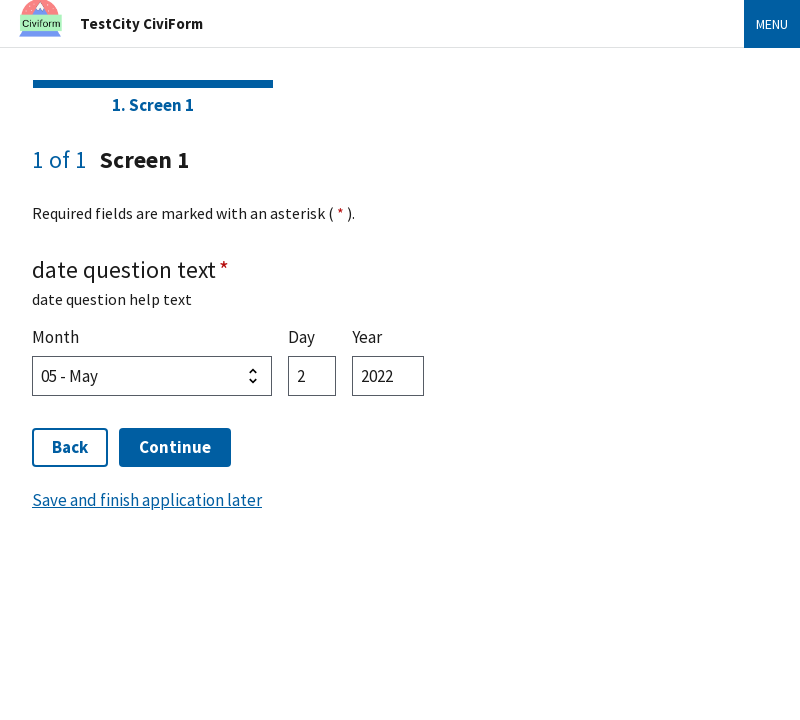 Civiform
TestCity CiviForm
MENU
1. Screen 1
1 of 1 Screen 1
Required fields are marked with an asterisk ( * ).
date question text *
date question help text
Month Day Year
05 - May 2 2022
Back Continue
Save and finish application later